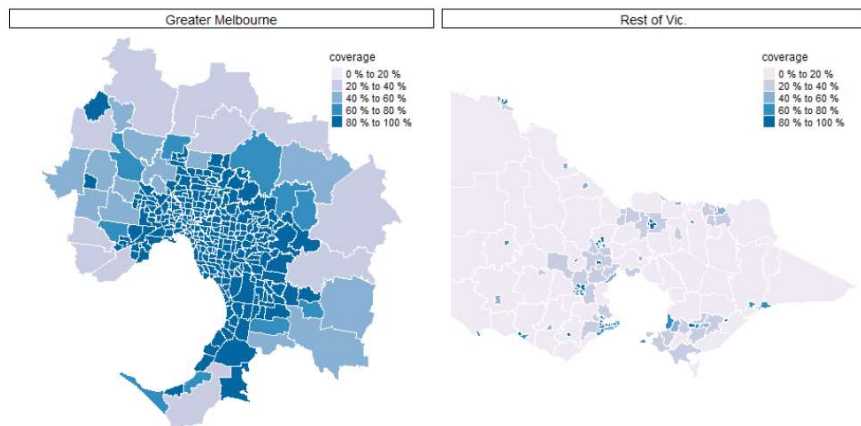 Greater Melbourne
coverage
0 % to 20 %
20 % to 40 %
40 % to 60 %
60 % to 80 %
80 % to 100 %
Rest of Vic.
coverage
0 % to 20 %
20 % to 40 %
40 % to 60 %
60 % to 80 %
80 % to 100 %